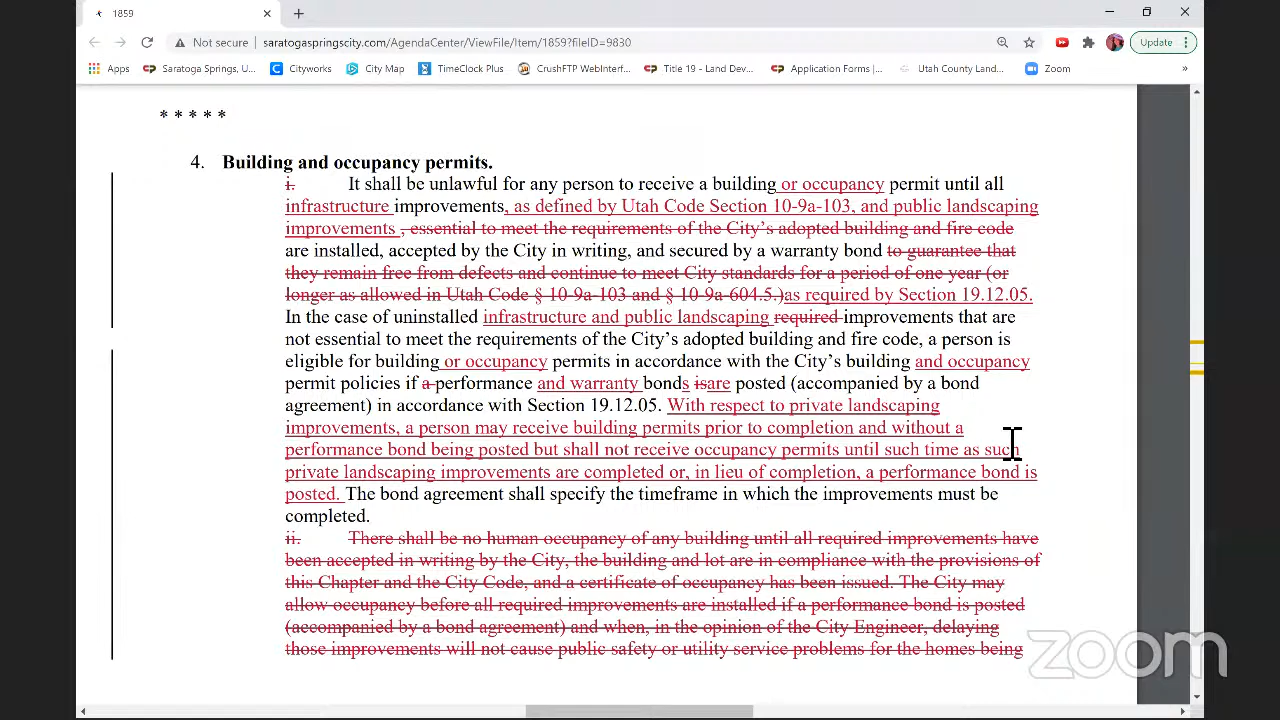 1859
Not secure saratogaspringscity.com/AgendaCenter/ViewFile/Item/1859?fileID=9830 Update
Apps Saratoga Springs, U... Cityworks City Map TimeClock Plus CrushFTP WebInterf... Title 19 - Land Dev... Application Forms |... Utah County Land... Zoom »
* * * * *
4. Building and occupancy permits.
i. It shall be unlawful for any person to receive a building or occupancy permit until all
infrastructure improvements, as defined by Utah Code Section 10-9a-103, and public landscaping
improvements , essential to meet the requirements of the City's adopted building and fire code
are installed, accepted by the City in writing, and secured by a warranty bond to guarantee that
they remain free from defects and continue to meet City standards for a period of one year (or
longer as allowed in Utah Code § 10-9a-103 and § 10-9a-604.5.)as required by Section 19.12.05.
In the case of uninstalled infrastructure and public landscaping required improvements that are
not essential to meet the requirements of the City's adopted building and fire code, a person is
eligible for building or occupancy permits in accordance with the City's building and occupancy
permit policies if a performance and warranty bonds isare posted (accompanied by a bond
agreement) in accordance with Section 19.12.05. With respect to private landscaping
improvements, a person may receive building permits prior to completion and without a
performance bond being posted but shall not receive occupancy permits until such time as such
private landscaping improvements are completed or, in lieu of completion, a performance bond is
posted. The bond agreement shall specify the timeframe in which the improvements must be
completed.
ii. There shall be no human occupancy of any building until all required improvements have
been accepted in writing by the City, the building and lot are in compliance with the provisions of
this Chapter and the City Code, and a certificate of occupancy has been issued. The City may
allow occupancy before all required improvements are installed if a performance bond is posted
(accompanied by a bond agreement) and when, in the opinion of the City Engineer, delaying
those improvements will not cause public safety or utility service problems for the homes being
zoom